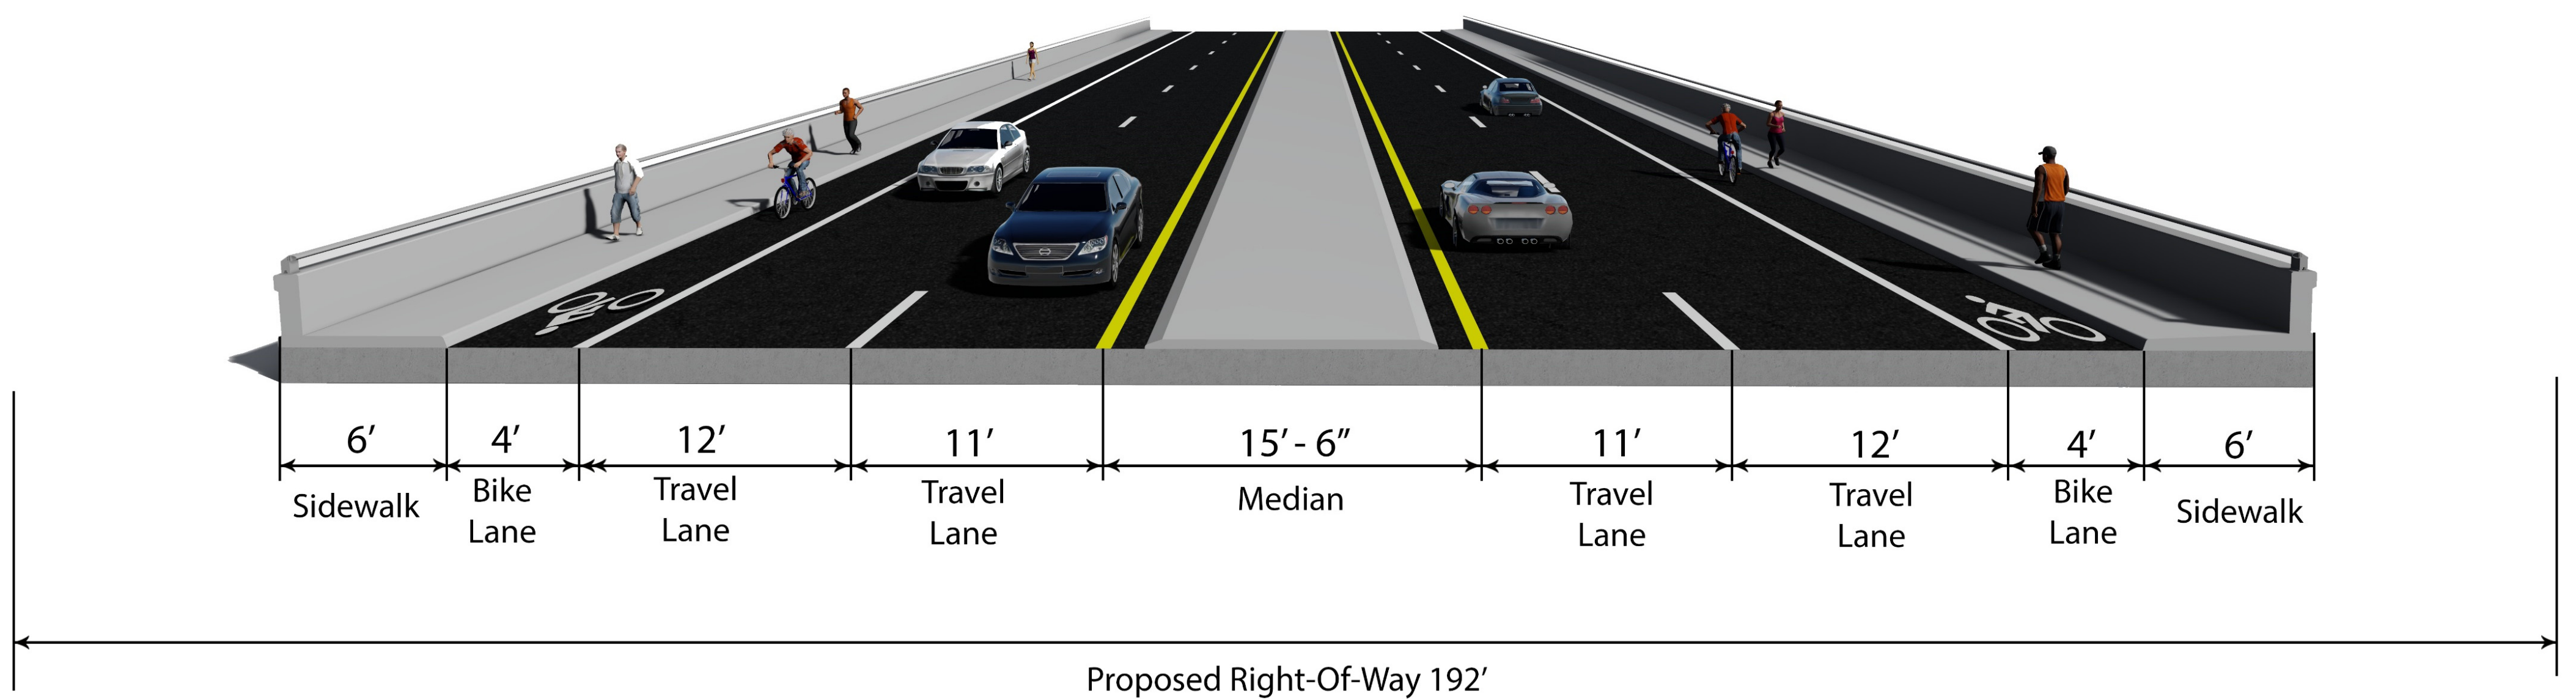 6’ 4’ 12’ 11’ 15’ - 6” 11’ 12’ 4’ 6’
Sidewalk
Bike
Lane
Travel
Lane
Travel
Lane
Median
Travel
Lane
Travel
Lane
Bike
Lane
Sidewalk
Proposed Right-Of-Way 192’